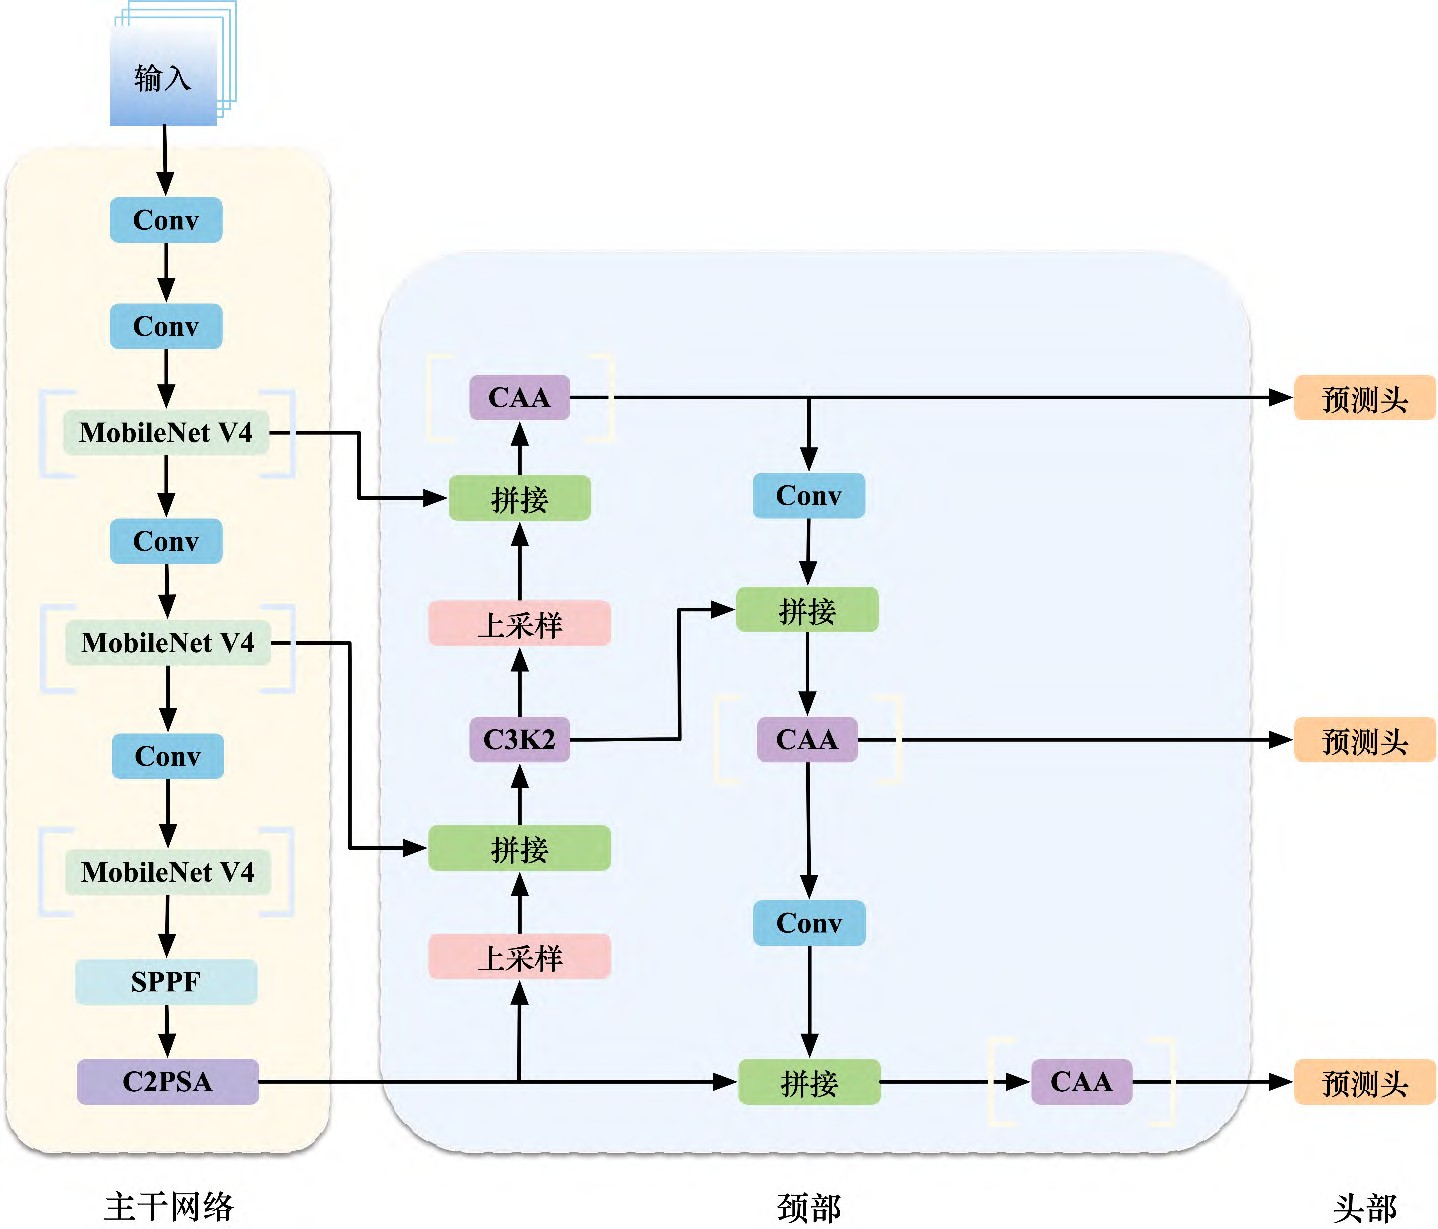 输入
Conv
Conv
MobileNet V4
Conv
MobileNet V4
Conv
MobileNet V4
SPPF
C2PSA
主干网络
CAA
拼接
上采样
C3K2
拼接
上采样
Conv
拼接
CAA
Conv
拼接
CAA
颈部
预测头
预测头
预测头
头部